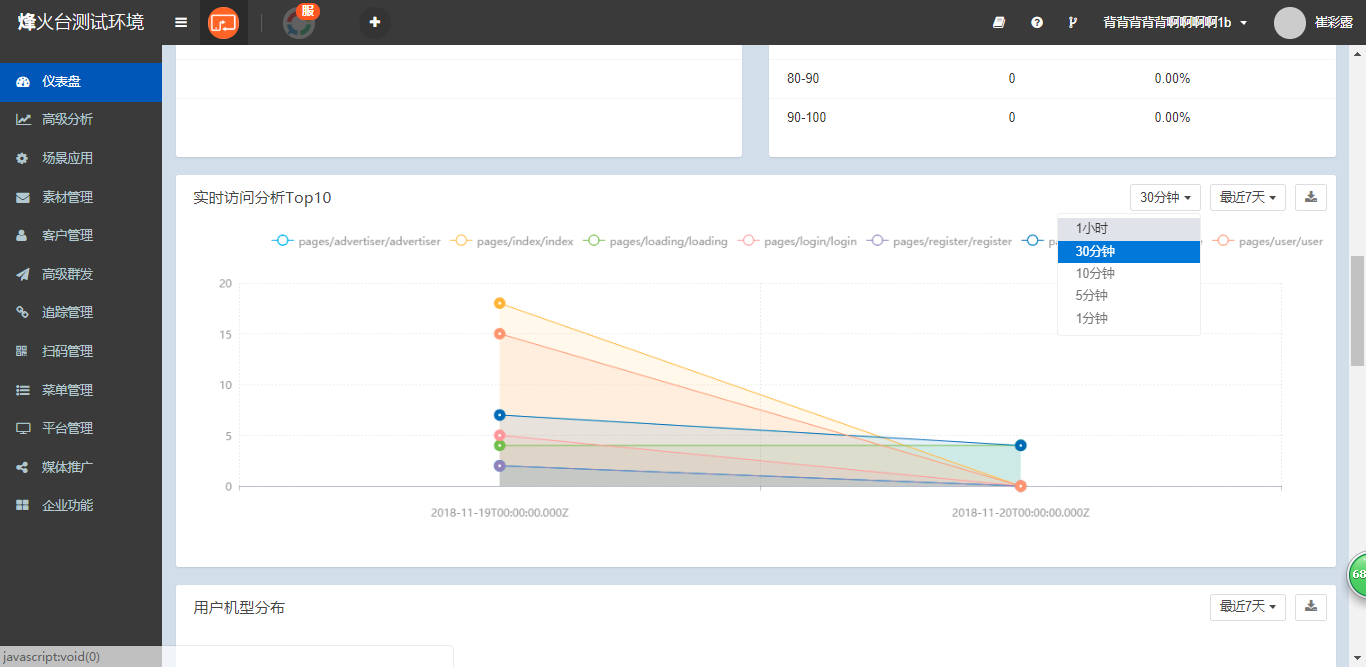 烽火台测试环境
服
背背背背背啊啊啊啊1b
崔彩露
仪表盘
高级分析
场景应用
素材管理
客户管理
高级群发
追踪管理
扫码管理
菜单管理
平台管理
媒体推广
企业功能
80-90 0 0.00%
90-100 0 0.00%
实时访问分析Top10
30分钟
最近7天
1小时
30分钟
10分钟
5分钟
1分钟
pages/advertiser/advertiser pages/index/index pages/loading/loading pages/login/login pages/register/register pages/user/user
20
15
10
5
0
2018-11-19T00:00:00.000Z 2018-11-20T00:00:00.000Z
68
用户机型分布
最近7天
javascript:void(0)